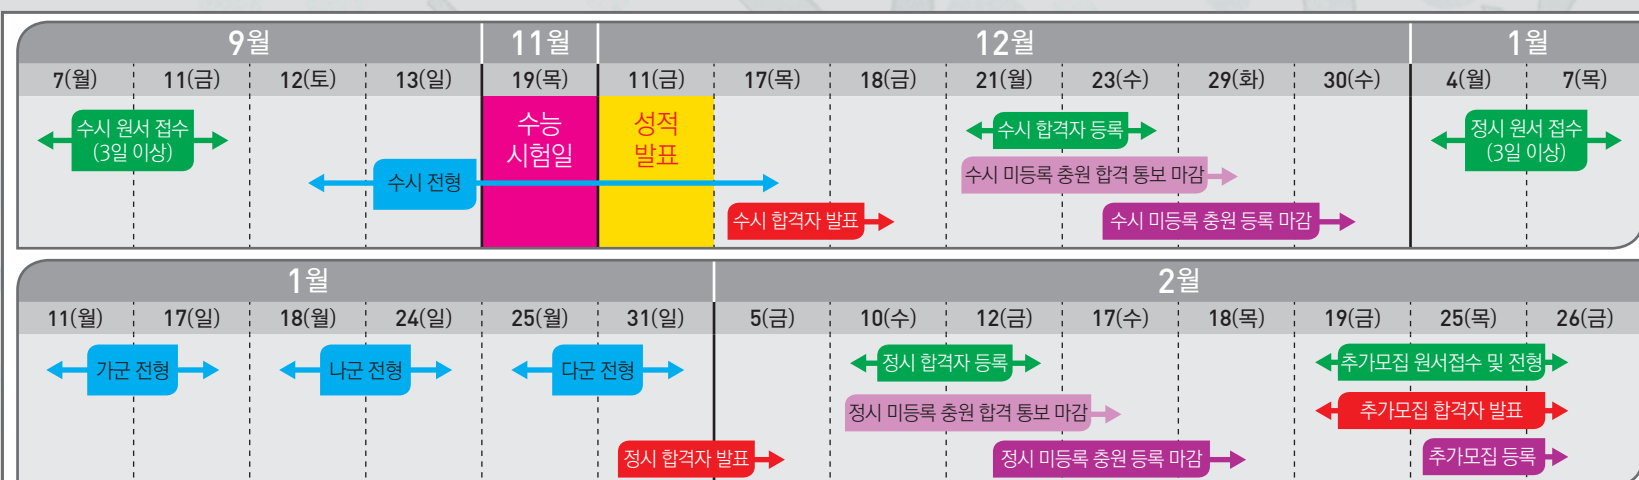 9월 11월 12월 1월
7(월) 11(금) 12(토) 13(일) 19(목) 11(금) 17(목) 18(금) 21(월) 23(수) 29(화) 30(수) 4(월) 7(목)
수시 원서 접수
(3일 이상)
수시 전형
수능
시험일
성적
발표
수시 합격자 발표
수시 합격자 등록
수시 미등록 충원 합격 통보 마감
수시 미등록 충원 등록 마감
정시 원서 접수
(3일 이상)
1월 2월
11(월) 17(일) 18(월) 24(일) 25(월) 31(일) 5(금) 10(수) 12(금) 17(수) 18(목) 19(금) 25(목) 26(금)
가군 전형
나군 전형
다군 전형
정시 합격자 발표
정시 합격자 등록
정시 미등록 충원 합격 통보 마감
정시 미등록 충원 등록 마감
추가모집 원서접수 및 전형
추가모집 합격자 발표
추가모집 등록